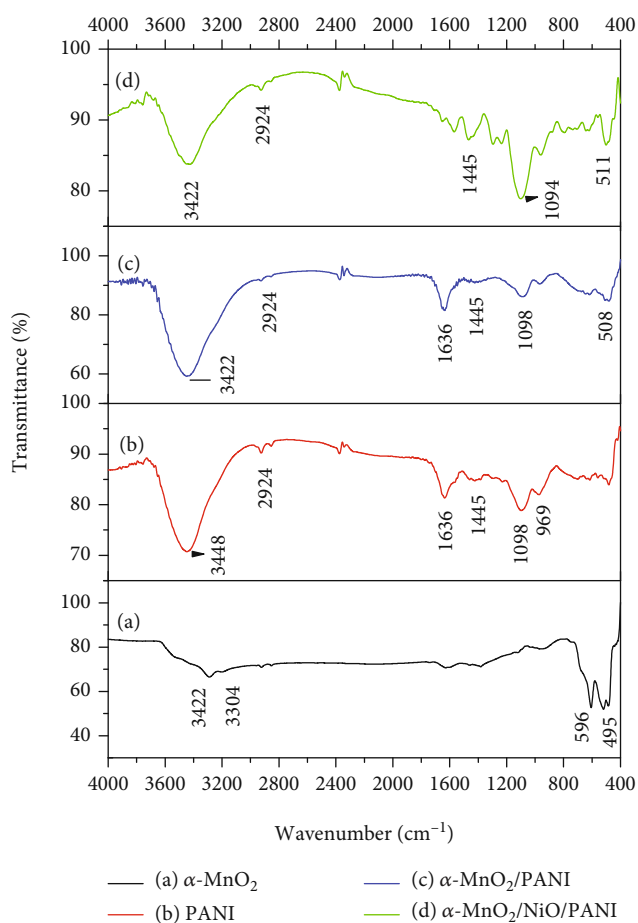 4000 3600 3200 2800 2400 2000 1600 1200 800 400
100
(d)
90
2924
1445
511
80
3422
1094
(c)
90
2924
80
1636
1445
1098
508
60
3422
Transmittance (%)
100
(b)
90
2924
80
1636
1445
1098
969
70
3448
100
(a)
80
60
3422
3304
596
495
40
4000 3600 3200 2800 2400 2000 1600 1200 800 400
Wavenumber (cm⁻¹)
(a) α-MnO₂
(c) α-MnO₂/PANI
(b) PANI
(d) α-MnO₂/NiO/PANI